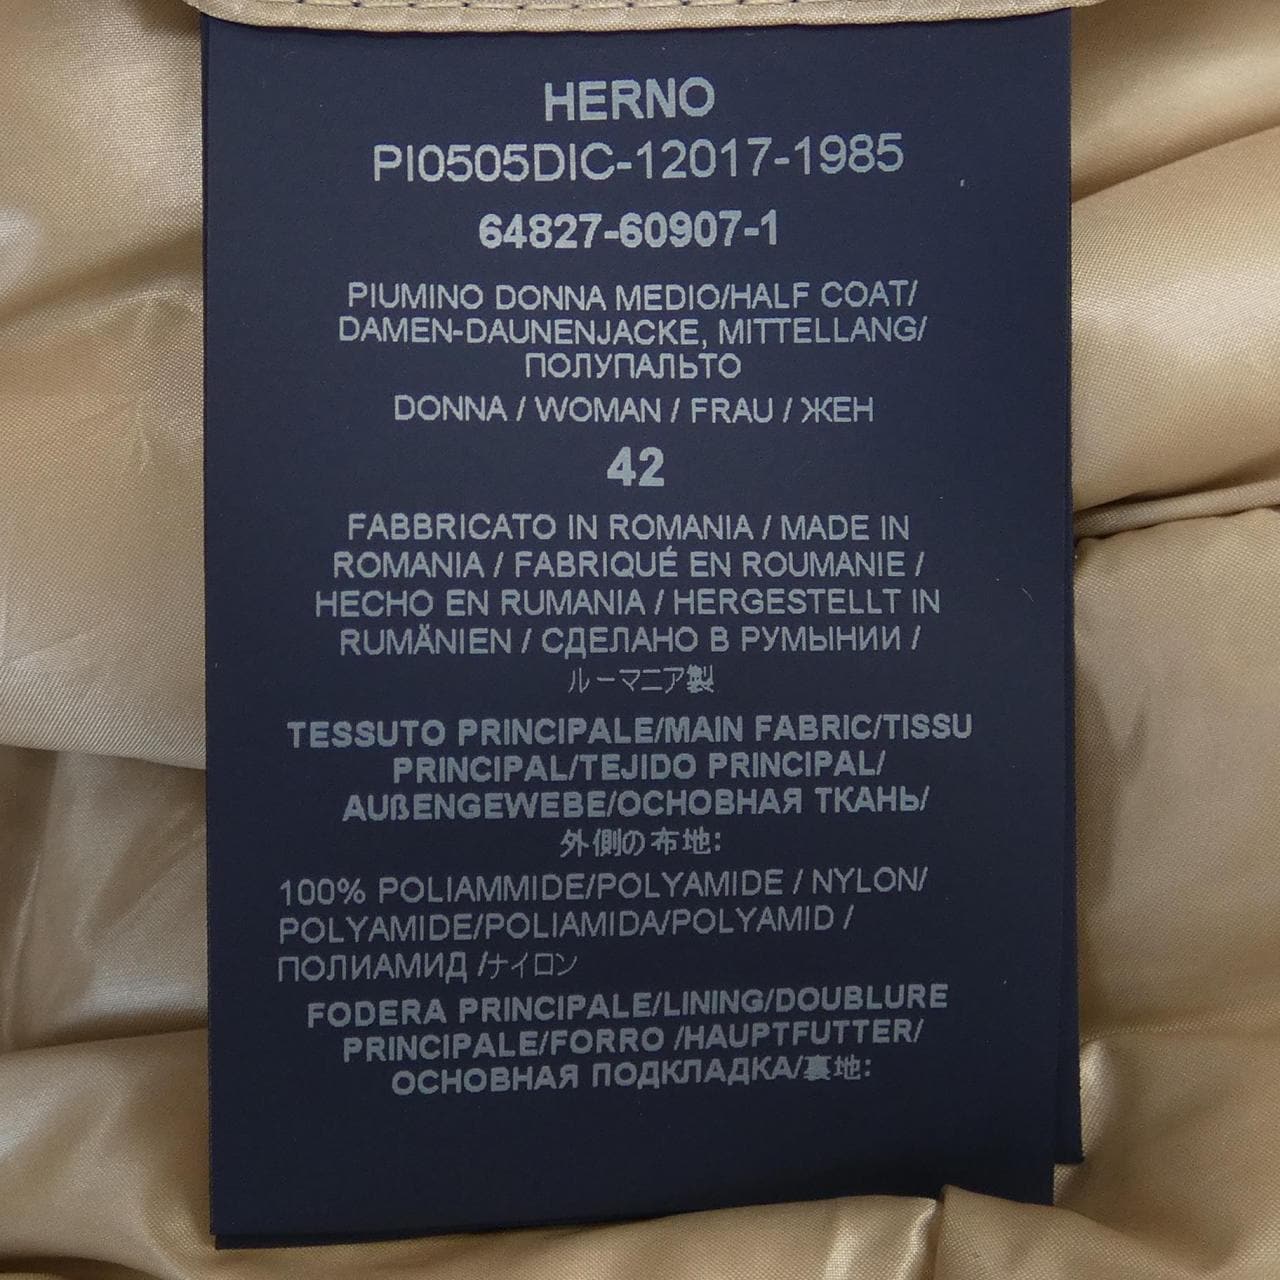 HERNO
PI0505DIC-12017-1985
64827-60907-1
PIUMINO DONNA MEDIO/HALF COAT/
DAMEN-DAUNENJACKE, MITTELLANG/
ПОЛУПАЛЬТО
DONNA / WOMAN / FRAU / ЖЕН
42
FABBRICATO IN ROMANIA / MADE IN
ROMANIA / FABRIQUÉ EN ROUMANIE /
HECHO EN RUMANIA / HERGESTELLT IN
RUMÄNIEN / СДЕЛАНО В РУМЫНИИ /
ルーマニア製
TESSUTO PRINCIPALE/MAIN FABRIC/TISSU
PRINCIPAL/TEJIDO PRINCIPAL/
AUßENGEWEBE/ОСНОВНАЯ ТКАНЬ/
外側の布地:
100% POLIAMMIDE/POLYAMIDE / NYLON/
POLYAMIDE/POLIAMIDA/POLYAMID /
ПОЛИАМИД /ナイロン
FODERA PRINCIPALE/LINING/DOUBLURE
PRINCIPALE/FORRO /HAUPTFUTTER/
ОСНОВНАЯ ПОДКЛАДКА/裏地: